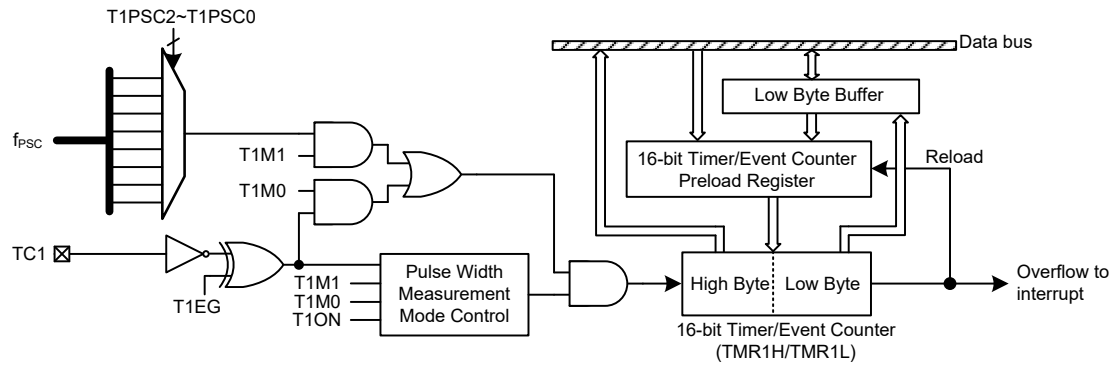 T1PSC2~T1PSC0
Data bus
Low Byte Buffer
fPSC
T1M1
16-bit Timer/Event Counter
Preload Register
Reload
T1M0
TC1
T1EG
T1M1
T1M0
T1ON
Pulse Width
Measurement
Mode Control
High Byte
Low Byte
Overflow to
interrupt
16-bit Timer/Event Counter
(TMR1H/TMR1L)